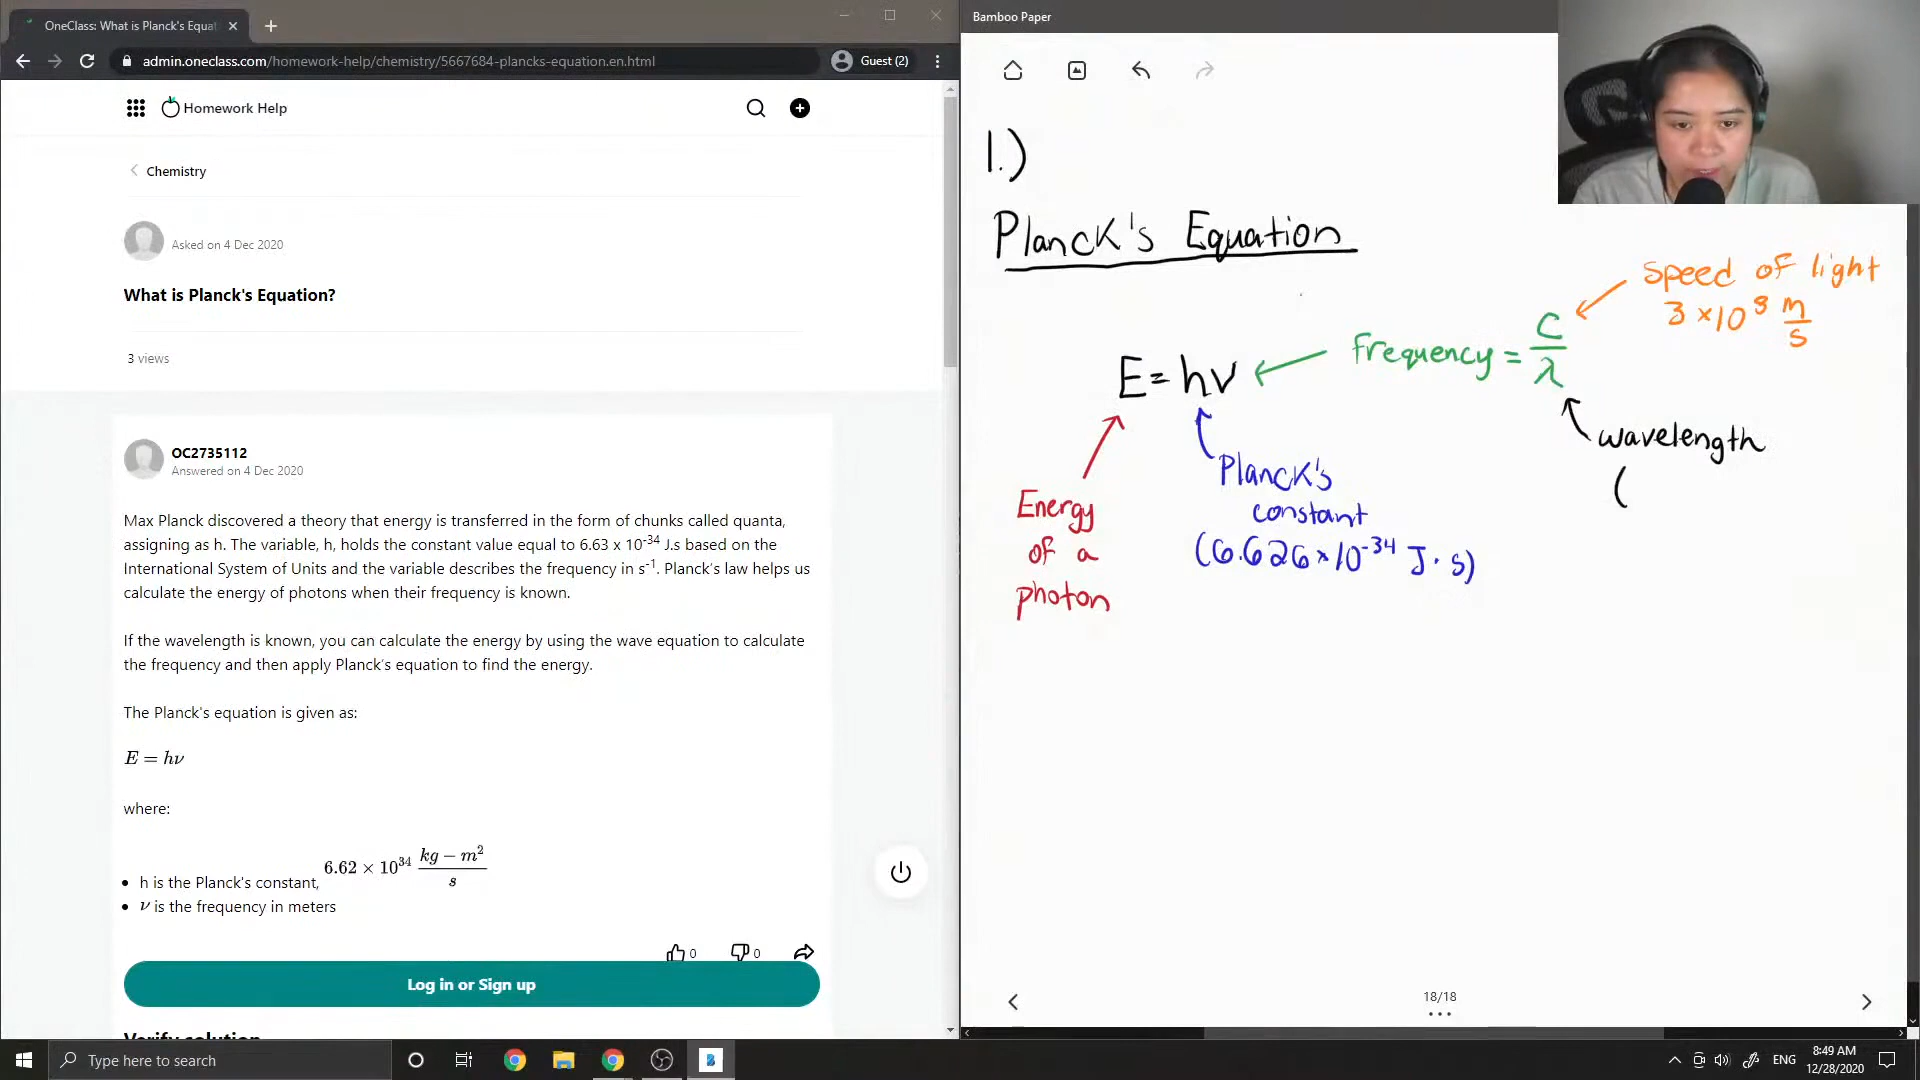 OneClass: What is Planck's Equat
admin.oneclass.com/homework-help/chemistry/5667684-plancks-equation.en.html
Guest (2)
Homework Help
Chemistry
Asked on 4 Dec 2020
What is Planck's Equation?
3 views
OC2735112
Answered on 4 Dec 2020
Max Planck discovered a theory that energy is transferred in the form of chunks called quanta,
assigning as h. The variable, h, holds the constant value equal to 6.63 x 10⁻³⁴ J.s based on the
International System of Units and the variable describes the frequency in s⁻¹. Planck's law helps us
calculate the energy of photons when their frequency is known.
If the wavelength is known, you can calculate the energy by using the wave equation to calculate
the frequency and then apply Planck's equation to find the energy.
The Planck's equation is given as:
E = hν
where:
h is the Planck's constant, 6.62 × 10³⁴ kg − m² / s
ν is the frequency in meters
0 0
Log in or Sign up
Verify solution
Bamboo Paper
1.)
Planck's Equation
E = hν
frequency = c/λ
speed of light
3 × 10⁸ m/s
wavelength
(
Planck's
constant
(6.626 × 10⁻³⁴ J · s)
Energy
of a
photon
18/18
Type here to search
ENG
8:49 AM
12/28/2020